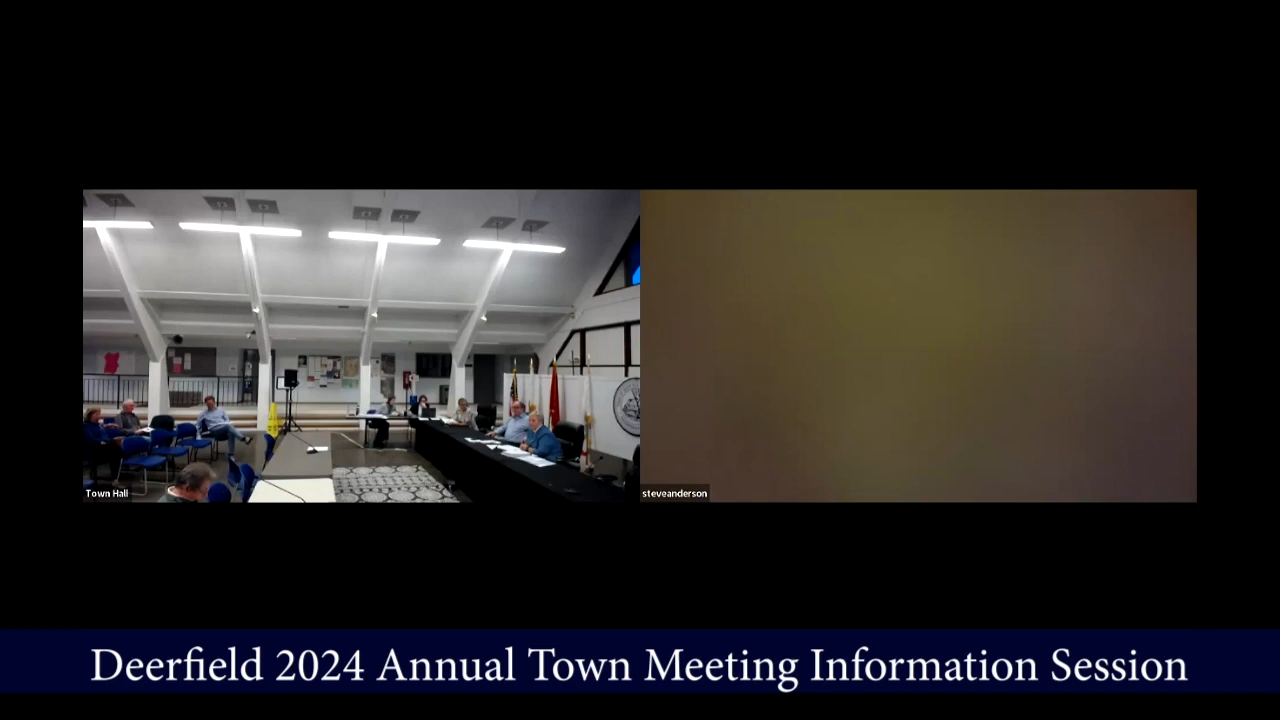 Town Hall
steveanderson
Deerfield 2024 Annual Town Meeting Information Session